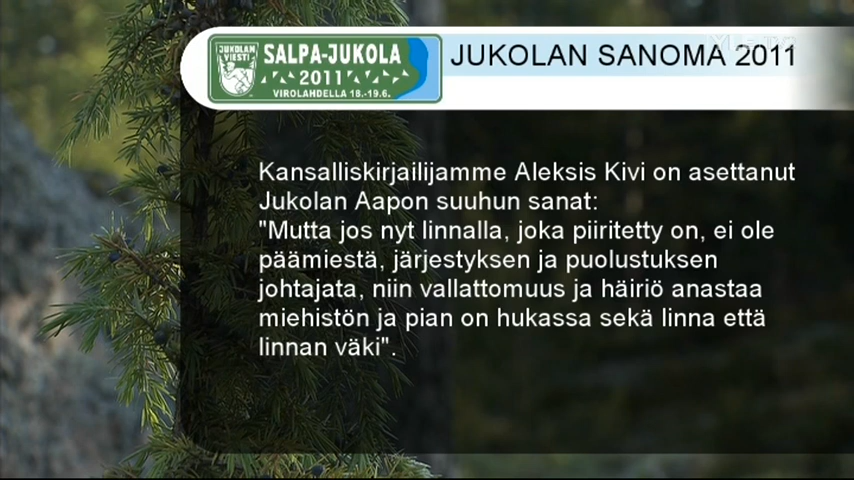 JUKOLAN
VIESTI
SALPA-JUKOLA
2011
VIROLAHDELLA 18.-19.6.
JUKOLAN SANOMA 2011
Kansalliskirjailijamme Aleksis Kivi on asettanut
Jukolan Aapon suuhun sanat:
"Mutta jos nyt linnalla, joka piiritetty on, ei ole
päämiestä, järjestyksen ja puolustuksen
johtajata, niin vallattomuus ja häiriö anastaa
miehistön ja pian on hukassa sekä linna että
linnan väki".